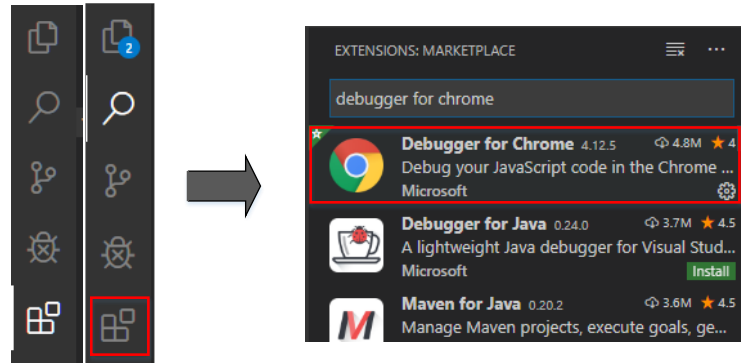 2
EXTENSIONS: MARKETPLACE
debugger for chrome
Debugger for Chrome 4.12.5 4.8M ★ 4
Debug your JavaScript code in the Chrome ...
Microsoft
Debugger for Java 0.24.0 3.7M ★ 4.5
A lightweight Java debugger for Visual Stud...
Microsoft Install
Maven for Java 0.20.2 3.6M ★ 4.5
Manage Maven projects, execute goals, ge...